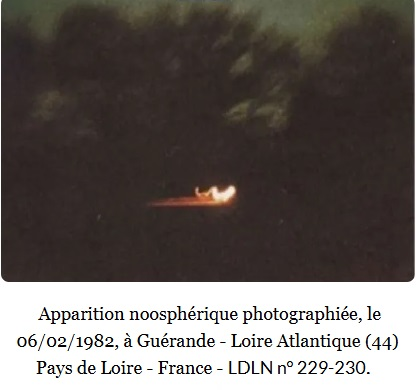 Apparition noosphérique photographiée, le
06/02/1982, à Guérande - Loire Atlantique (44)
Pays de Loire - France - LDLN n° 229-230.